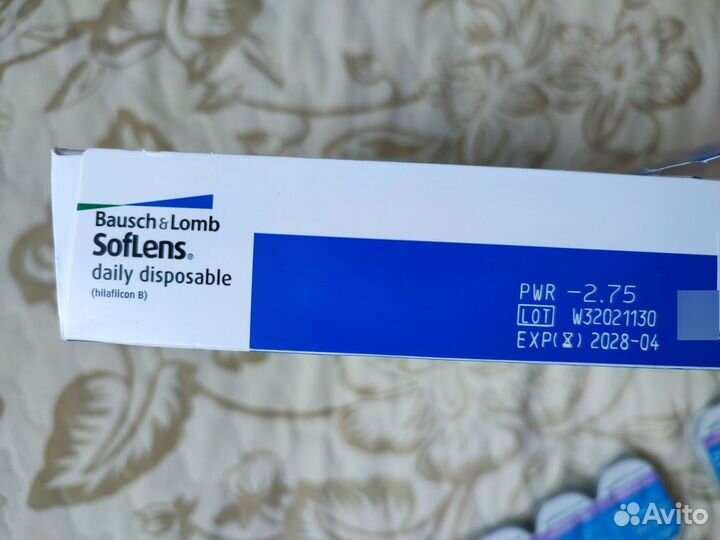 Bausch & Lomb
SofLens®
daily disposable
(hilafilcon B)
PWR -2.75
LOT W32021130
EXP(⌛) 2028-04
Avito